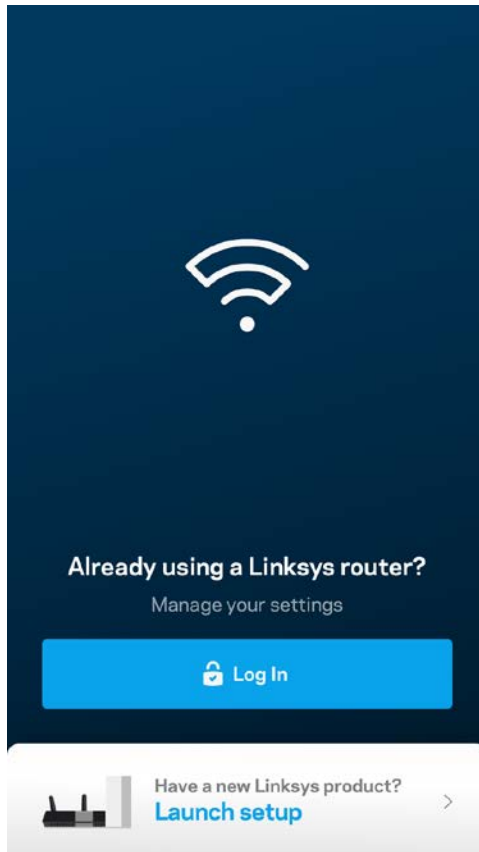 Already using a Linksys router?
Manage your settings
Log In
Have a new Linksys product?
Launch setup